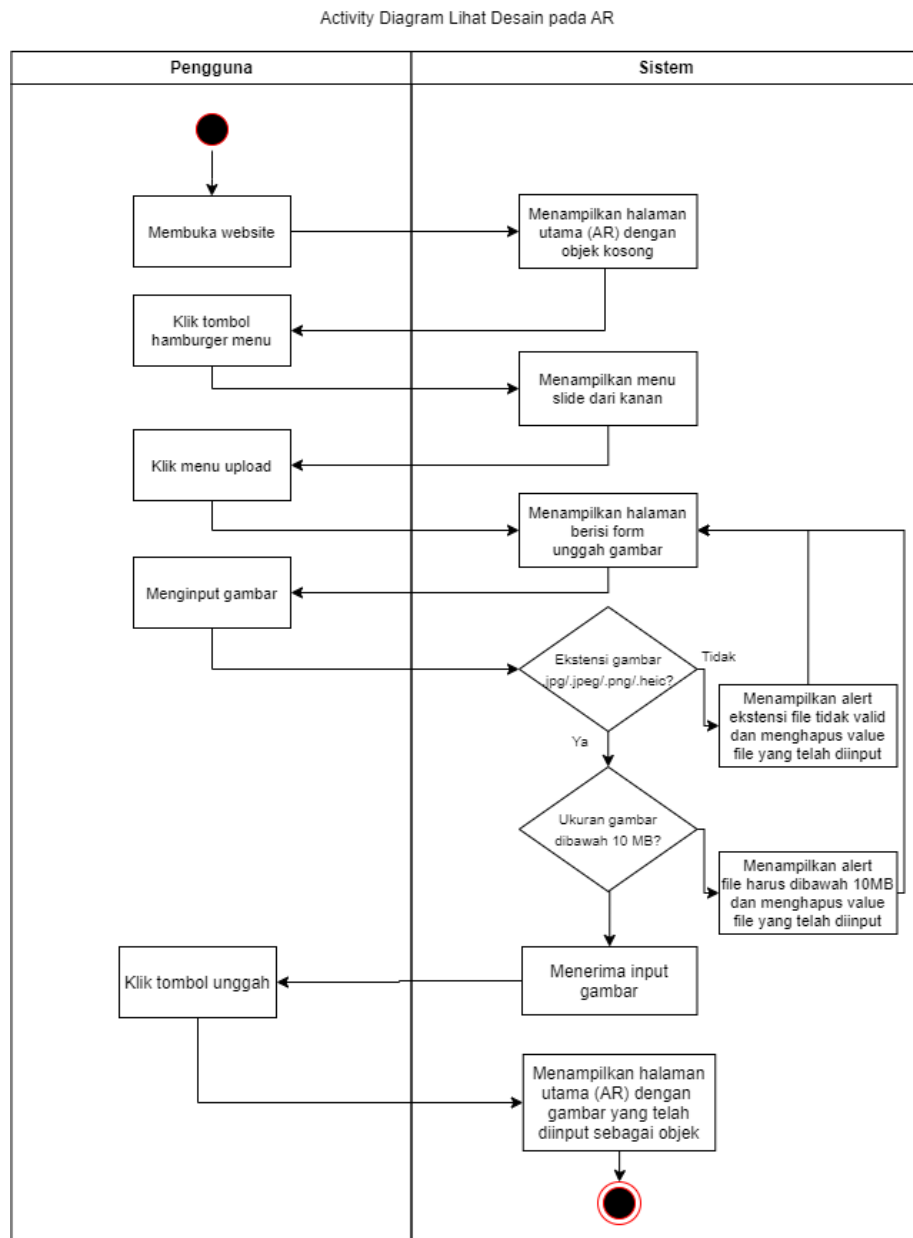 Activity Diagram Lihat Desain pada AR
Pengguna
Sistem
Membuka website
Menampilkan halaman
utama (AR) dengan
objek kosong
Klik tombol
hamburger menu
Menampilkan menu
slide dari kanan
Klik menu upload
Menampilkan halaman
berisi form
unggah gambar
Menginput gambar
Ekstensi gambar
.jpg/.jpeg/.png/.heic?
Tidak
Menampilkan alert
ekstensi file tidak valid
dan menghapus value
file yang telah diinput
Ya
Ukuran gambar
dibawah 10 MB?
Menampilkan alert
file harus dibawah 10MB
dan menghapus value
file yang telah diinput
Menerima input
gambar
Klik tombol unggah
Menampilkan halaman
utama (AR) dengan
gambar yang telah
diinput sebagai objek